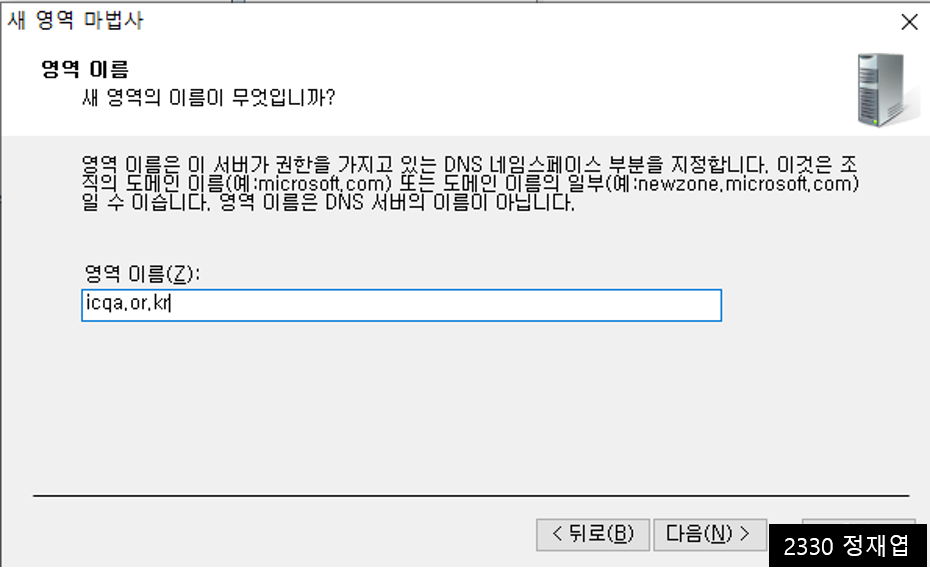 새 영역 마법사
영역 이름
새 영역의 이름이 무엇입니까?
영역 이름은 이 서버가 권한을 가지고 있는 DNS 네임스페이스 부분을 지정합니다. 이것은 조
직의 도메인 이름(예:microsoft.com) 또는 도메인 이름의 일부(예:newzone.microsoft.com)
일 수 이습니다. 영역 이름은 DNS 서버의 이름이 아닙니다.
영역 이름(Z):
icqa.or.kr
< 뒤로(B) 다음(N) >
2330 정재엽